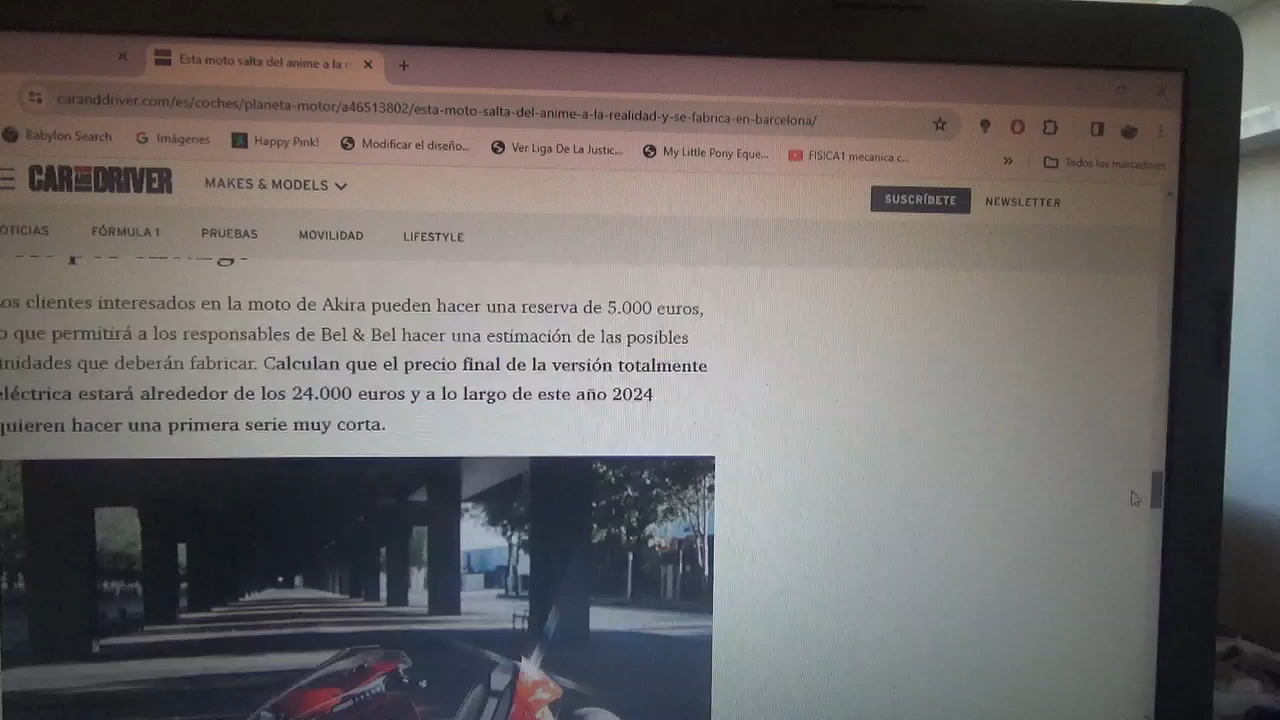 Esta moto salta del anime a la
caranddriver.com/es/coches/planeta-motor/a46513802/esta-moto-salta-del-anime-a-la-realidad-y-se-fabrica-en-barcelona/
Babylon Search
Imágenes
Happy Pink!
Modificar el diseño...
Ver Liga De La Justic...
My Little Pony Eque...
FISICA1 mecanica c...
»
Todos los marcadores
CAR AND DRIVER
MAKES & MODELS
SUSCRÍBETE
NEWSLETTER
OTICIAS
FÓRMULA 1
PRUEBAS
MOVILIDAD
LIFESTYLE
os clientes interesados en la moto de Akira pueden hacer una reserva de 5.000 euros,
o que permitirá a los responsables de Bel & Bel hacer una estimación de las posibles
nidades que deberán fabricar. Calculan que el precio final de la versión totalmente
eléctrica estará alrededor de los 24.000 euros y a lo largo de este año 2024
quieren hacer una primera serie muy corta.